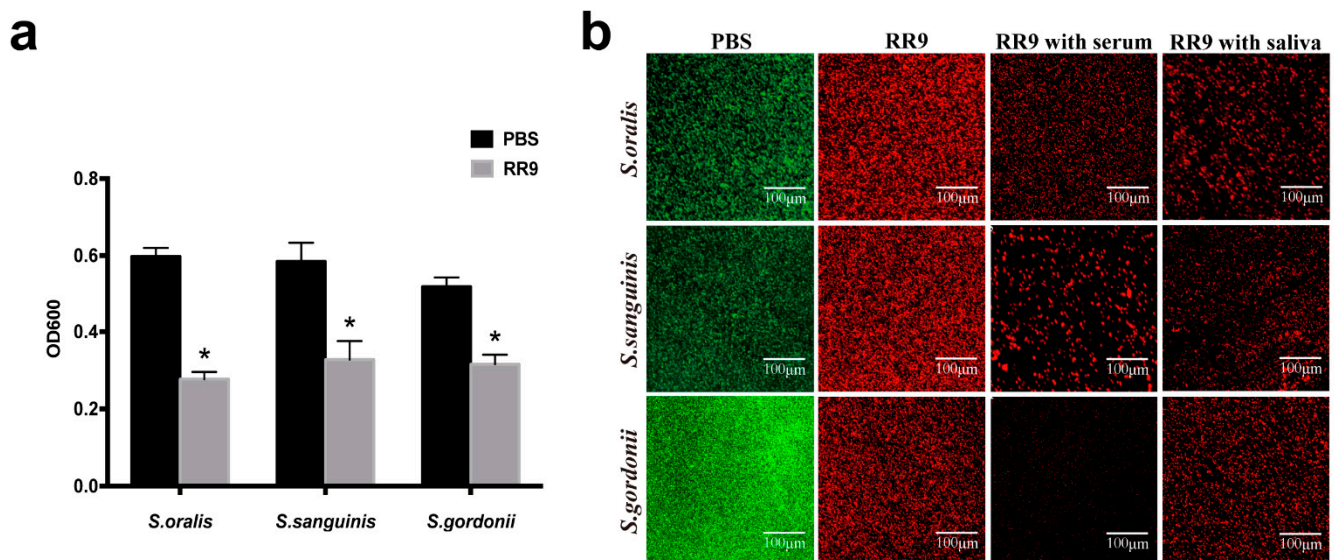 a
PBS
RR9
0.8
0.6
0.4
0.2
0.0
OD600
*
*
*
S.oralis
S.sanguinis
S.gordonii
b
PBS
RR9
RR9 with serum
RR9 with saliva
S.oralis
100μm
100μm
100μm
100μm
S.sanguinis
100μm
100μm
100μm
100μm
S.gordonii
100μm
100μm
100μm
100μm